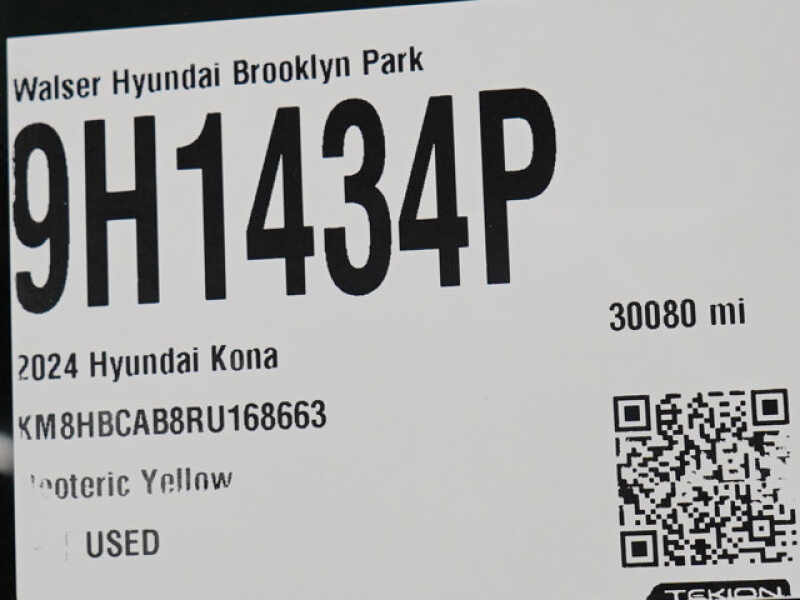 Walser Hyundai Brooklyn Park
9H1434P
30080 mi
2024 Hyundai Kona
KM8HBCAB8RU168663
Yellow
USED
TEKION